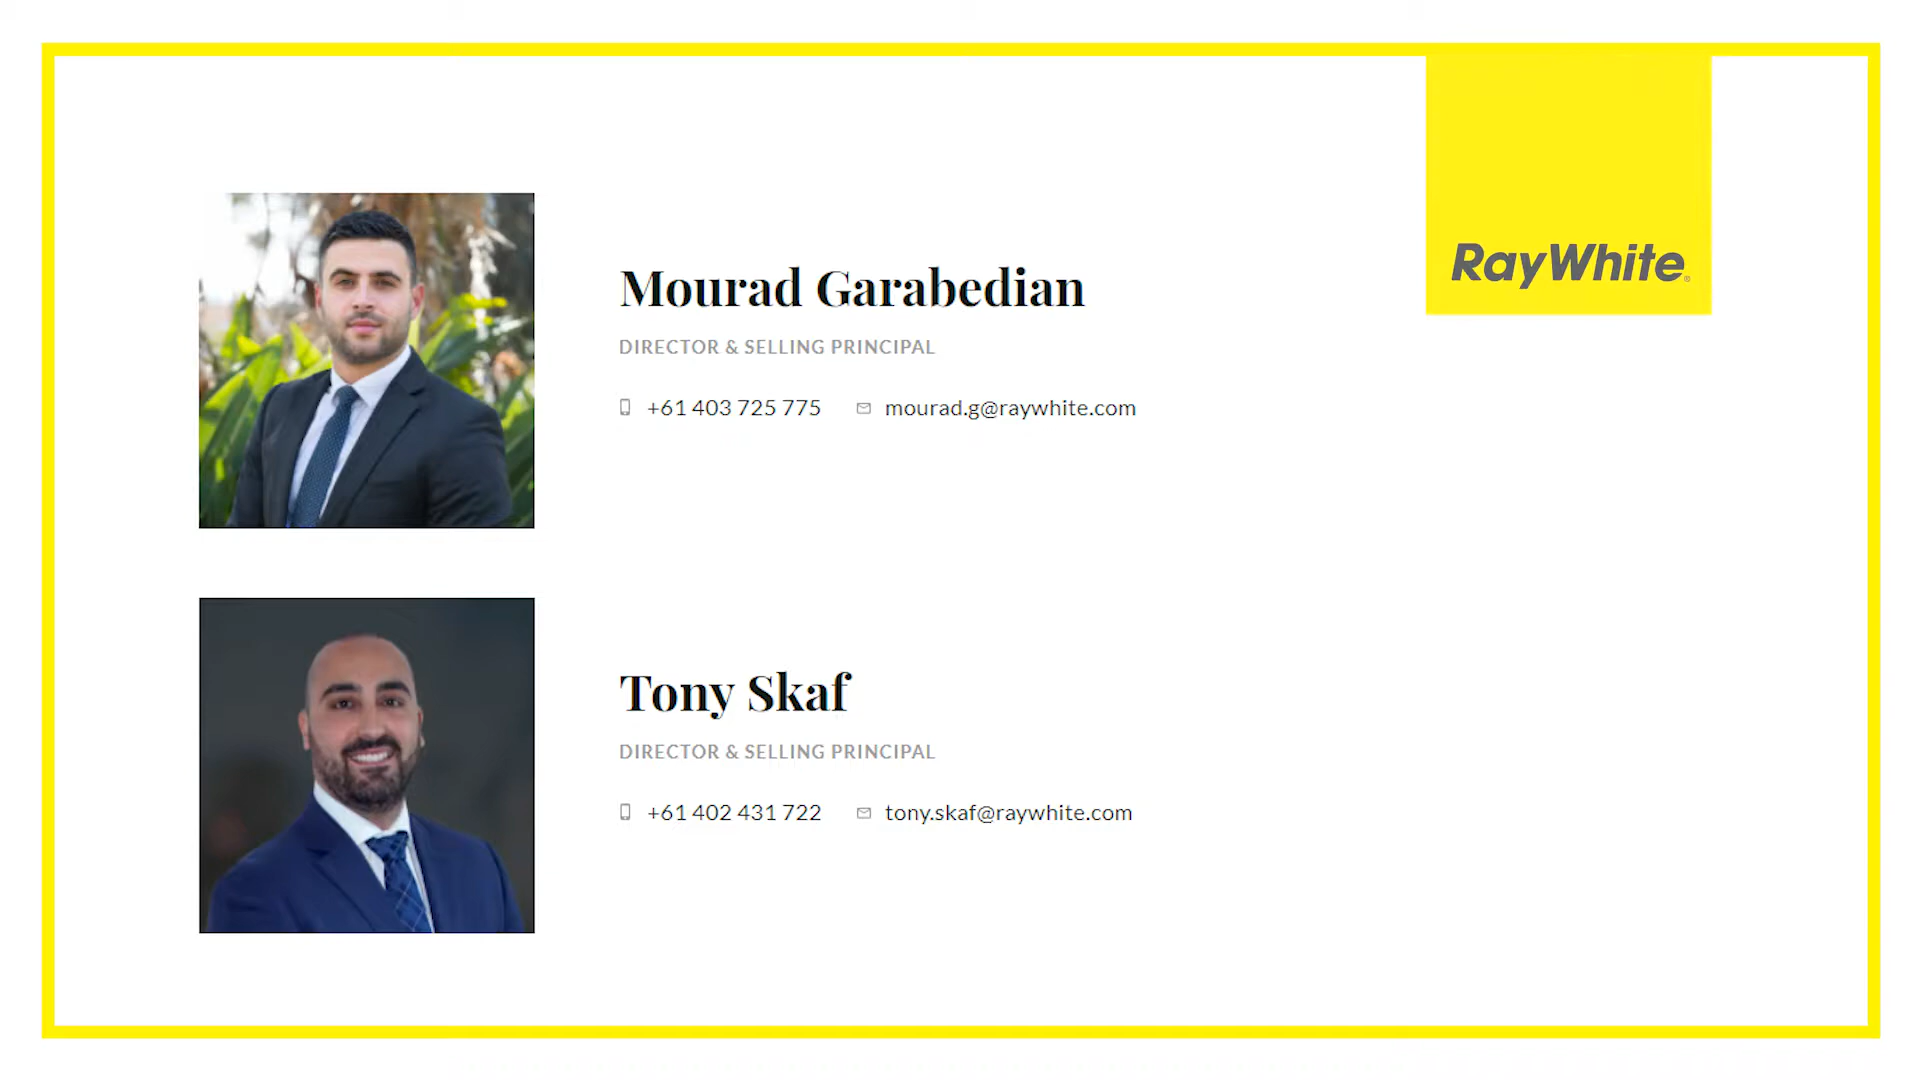 RayWhite®
Mourad Garabedian
DIRECTOR & SELLING PRINCIPAL
+61 403 725 775 mourad.g@raywhite.com
Tony Skaf
DIRECTOR & SELLING PRINCIPAL
+61 402 431 722 tony.skaf@raywhite.com